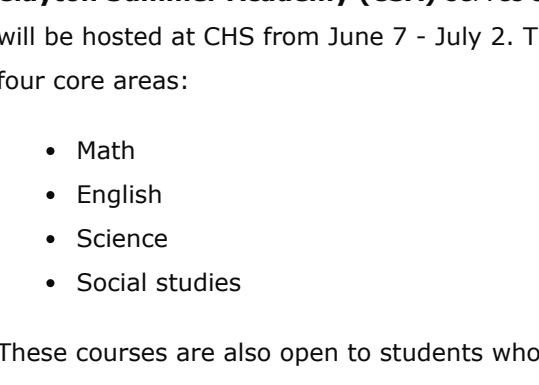 Clayton Summer Academy (CSA) serves
will be hosted at CHS from June 7 - July 2. T
four core areas:
• Math
• English
• Science
• Social studies
These courses are also open to students who